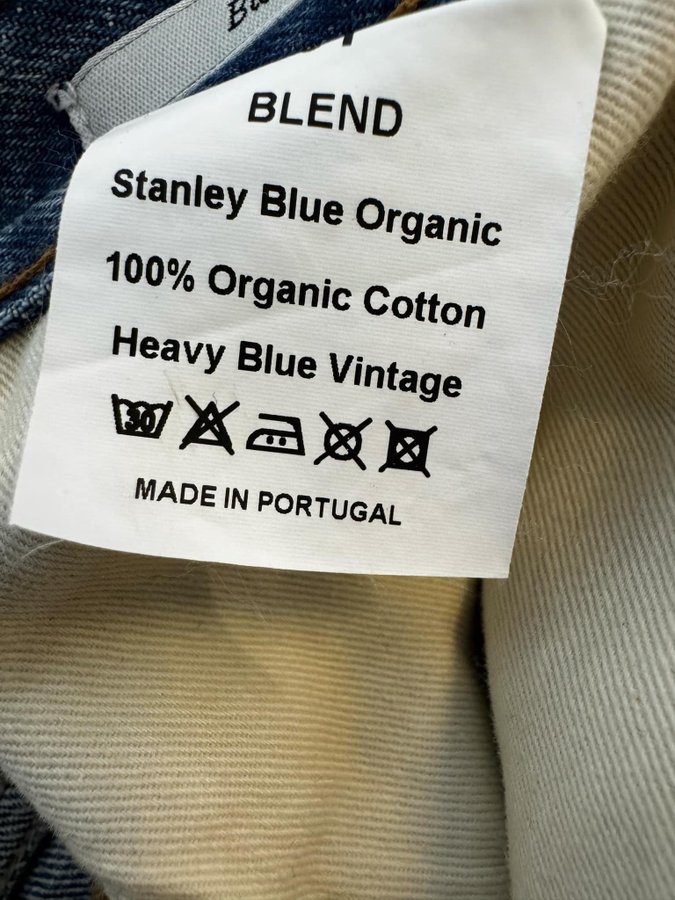 BLEND
Stanley Blue Organic
100% Organic Cotton
Heavy Blue Vintage
30
MADE IN PORTUGAL